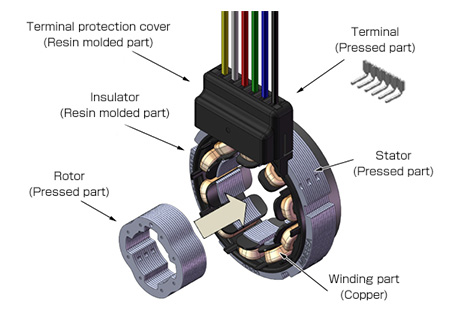 Terminal protection cover
(Resin molded part)
Terminal
(Pressed part)
Insulator
(Resin molded part)
Stator
(Pressed part)
Rotor
(Pressed part)
Winding part
(Copper)